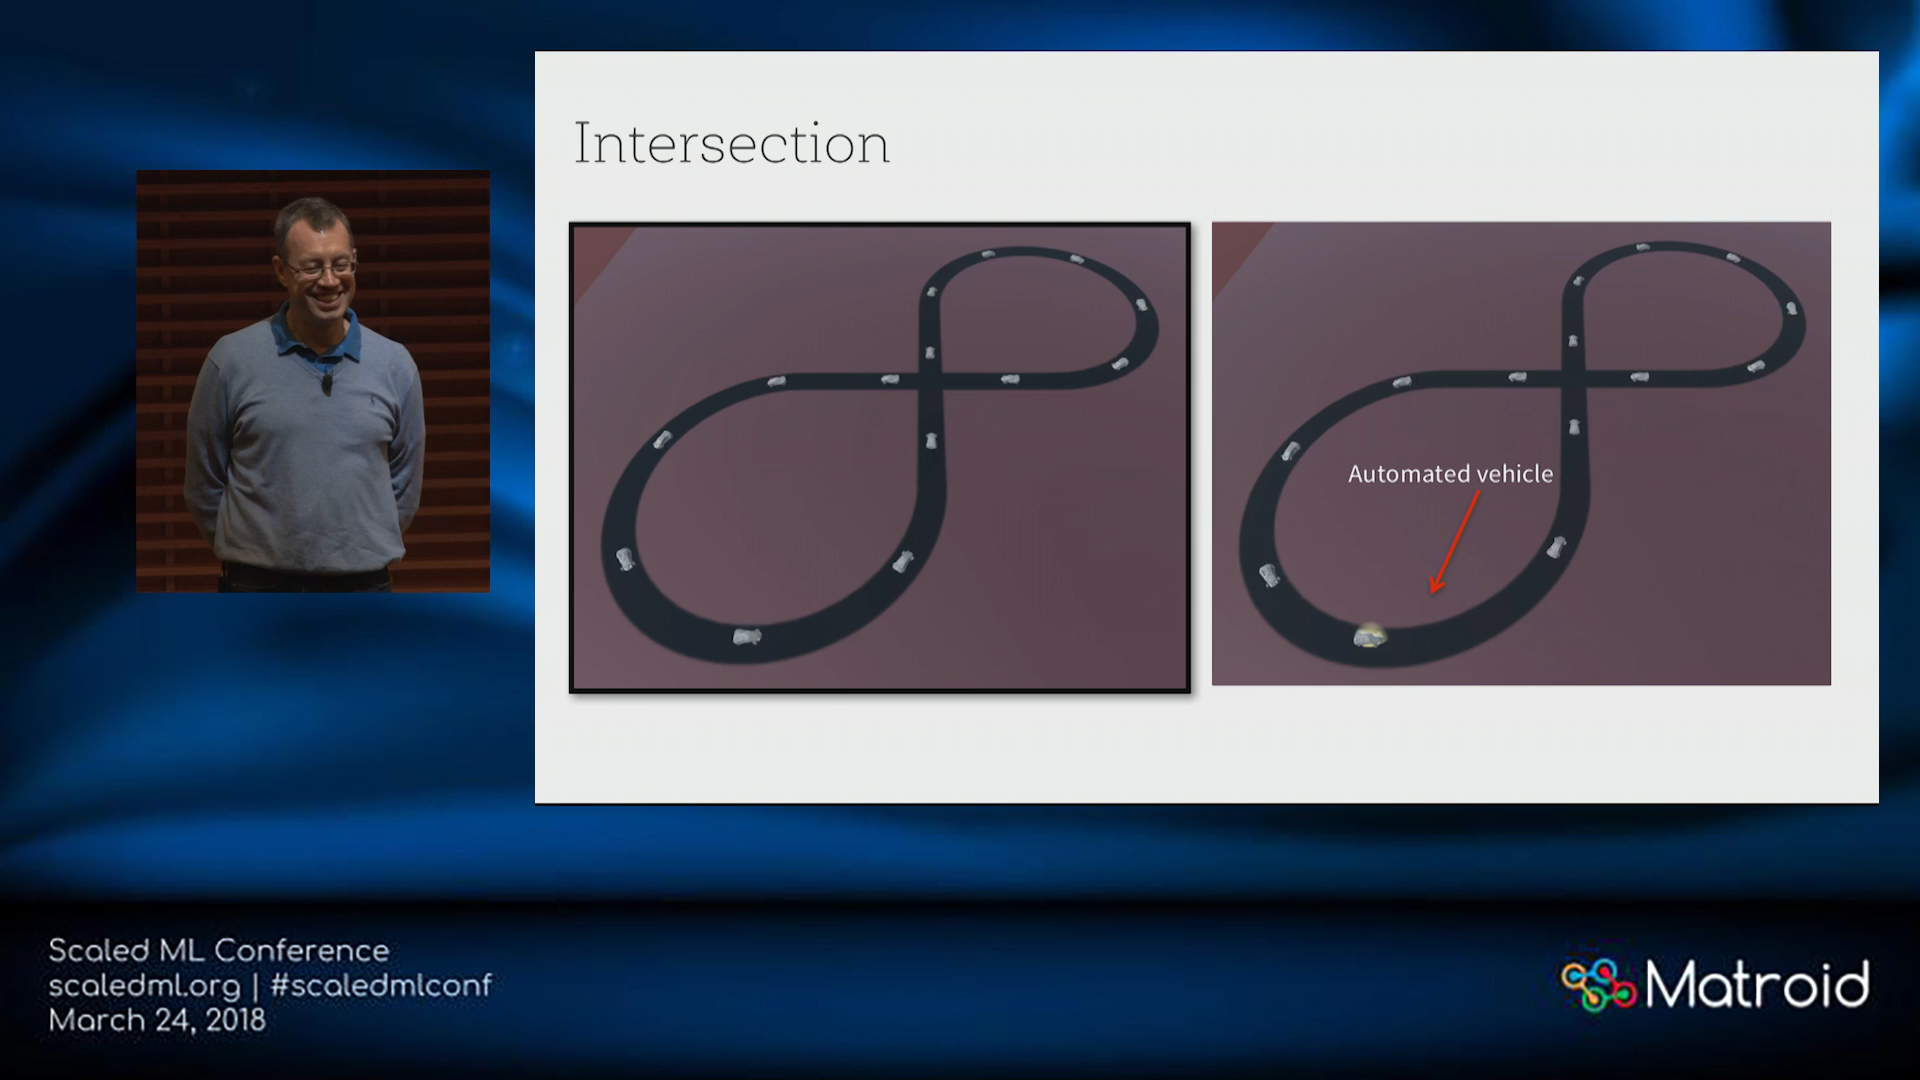 Intersection
Automated vehicle
Scaled ML Conference
scaledml.org | #scaledmlconf
March 24, 2018
Matroid